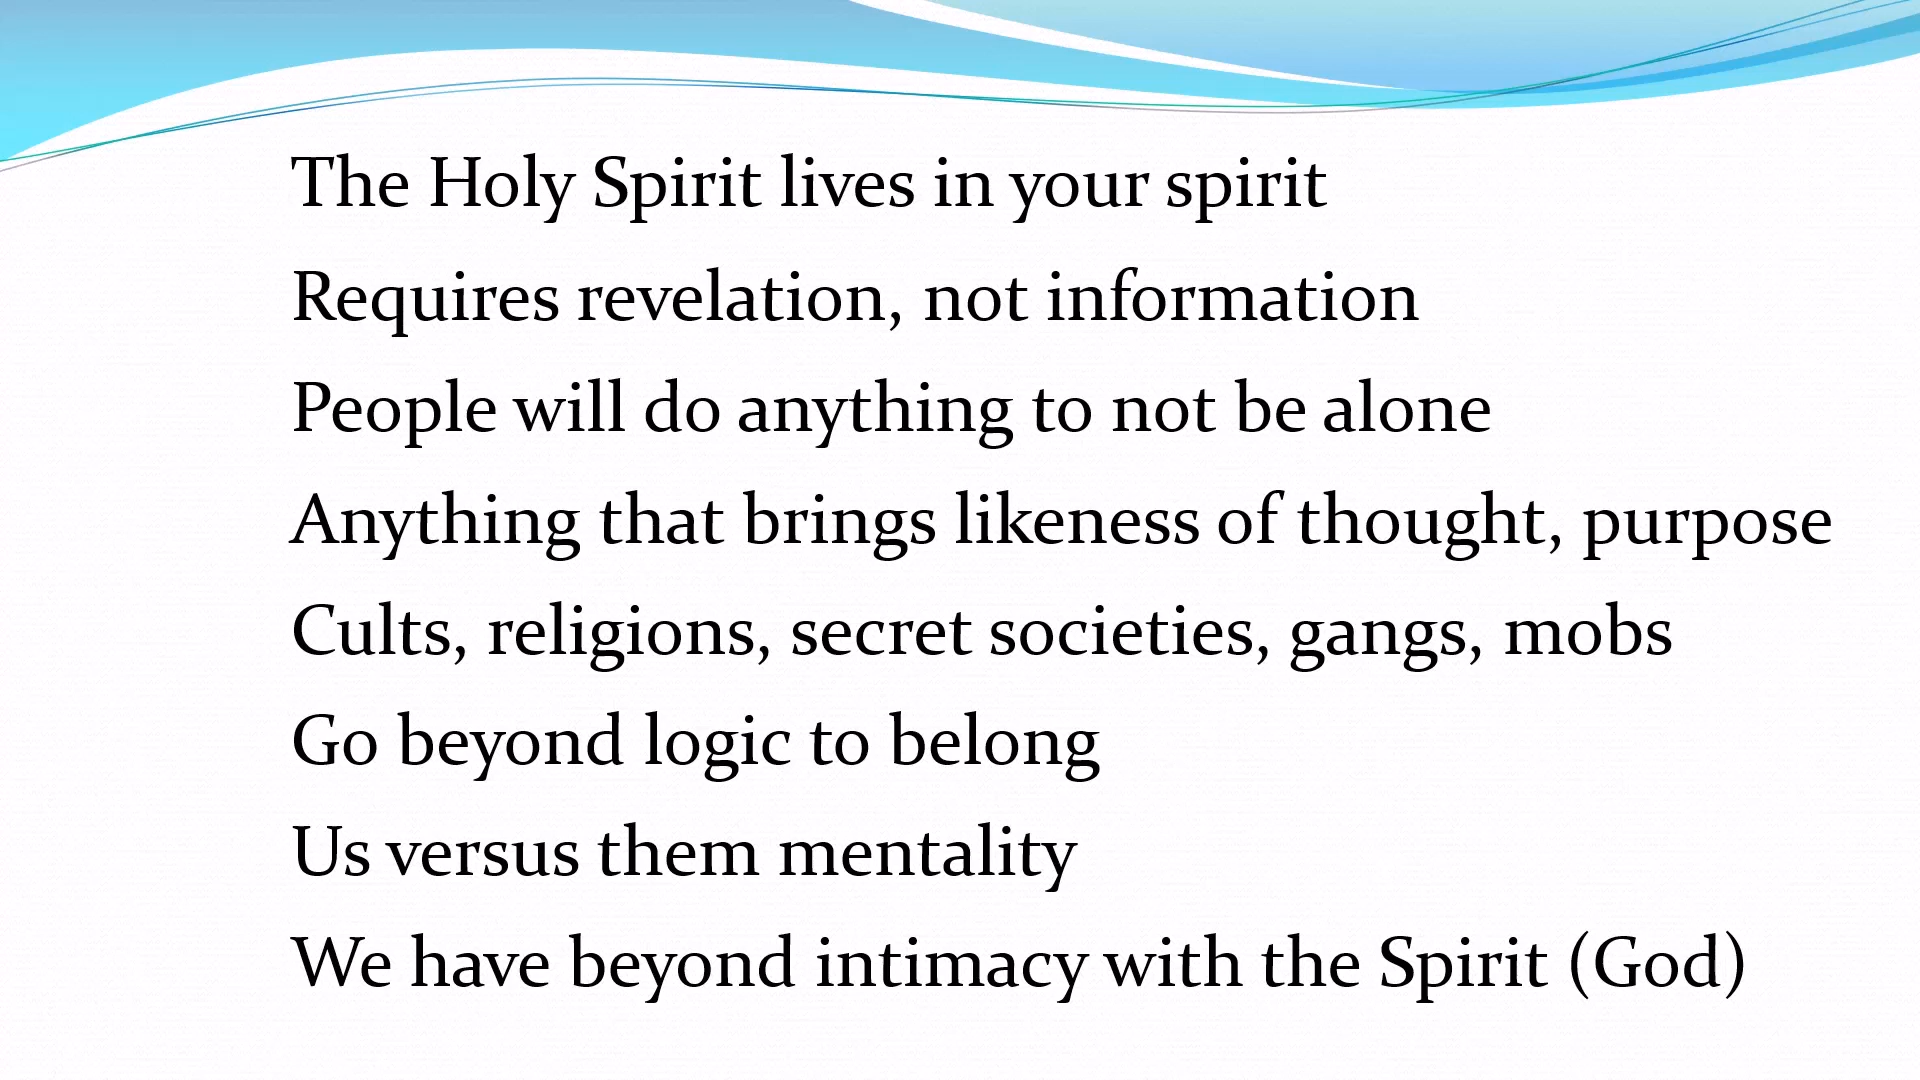 The Holy Spirit lives in your spirit
Requires revelation, not information
People will do anything to not be alone
Anything that brings likeness of thought, purpose
Cults, religions, secret societies, gangs, mobs
Go beyond logic to belong
Us versus them mentality
We have beyond intimacy with the Spirit (God)